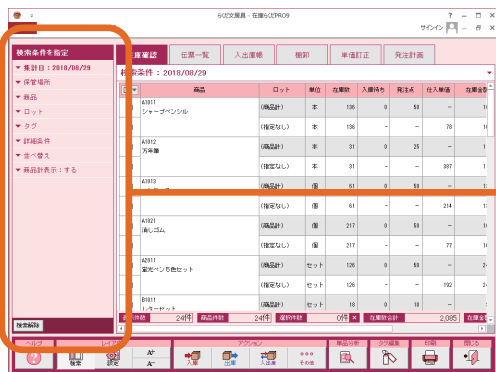 らくだ文房具 - 在庫らくだPRO9
サインイン
検索条件を指定
集計日：2018/08/29
保管場所
商品
ロット
タグ
詳細条件
並べ替え
商品計表示：する
検索解除
庫確認 伝票一覧 入出庫帳 棚卸 単価訂正 発注計画
検索条件：2018/08/29
商品 ロット 単位 在庫数 入庫待ち 発注点 仕入単価 在庫金
A1011
シャープペンシル (商品計) 本 136 0 50 －
(指定なし) 本 136 － － 78
A1012
万年筆 (商品計) 本 31 0 25 －
(指定なし) 本 31 － － 387
A1013
(商品計) 個 61 0 50 －
(指定なし) 個 61 － － 214
A1021
消しゴム (商品計) 個 217 0 50 －
(指定なし) 個 217 － － 77
A2011
蛍光ペン5色セット (商品計) セット 126 0 50 －
(指定なし) セット 126 － － 192
B1011
レターセット (商品計) セット 18 0 10 －
件数 24件 商品件数 24件 選択件数 0件 × 在庫数合計 2,085 在庫金
ヘルプ レイア アクション 単品分析 タグ編集 印刷 閉じる
検索 設定 A+ A- 入庫 出庫 入出庫 その他